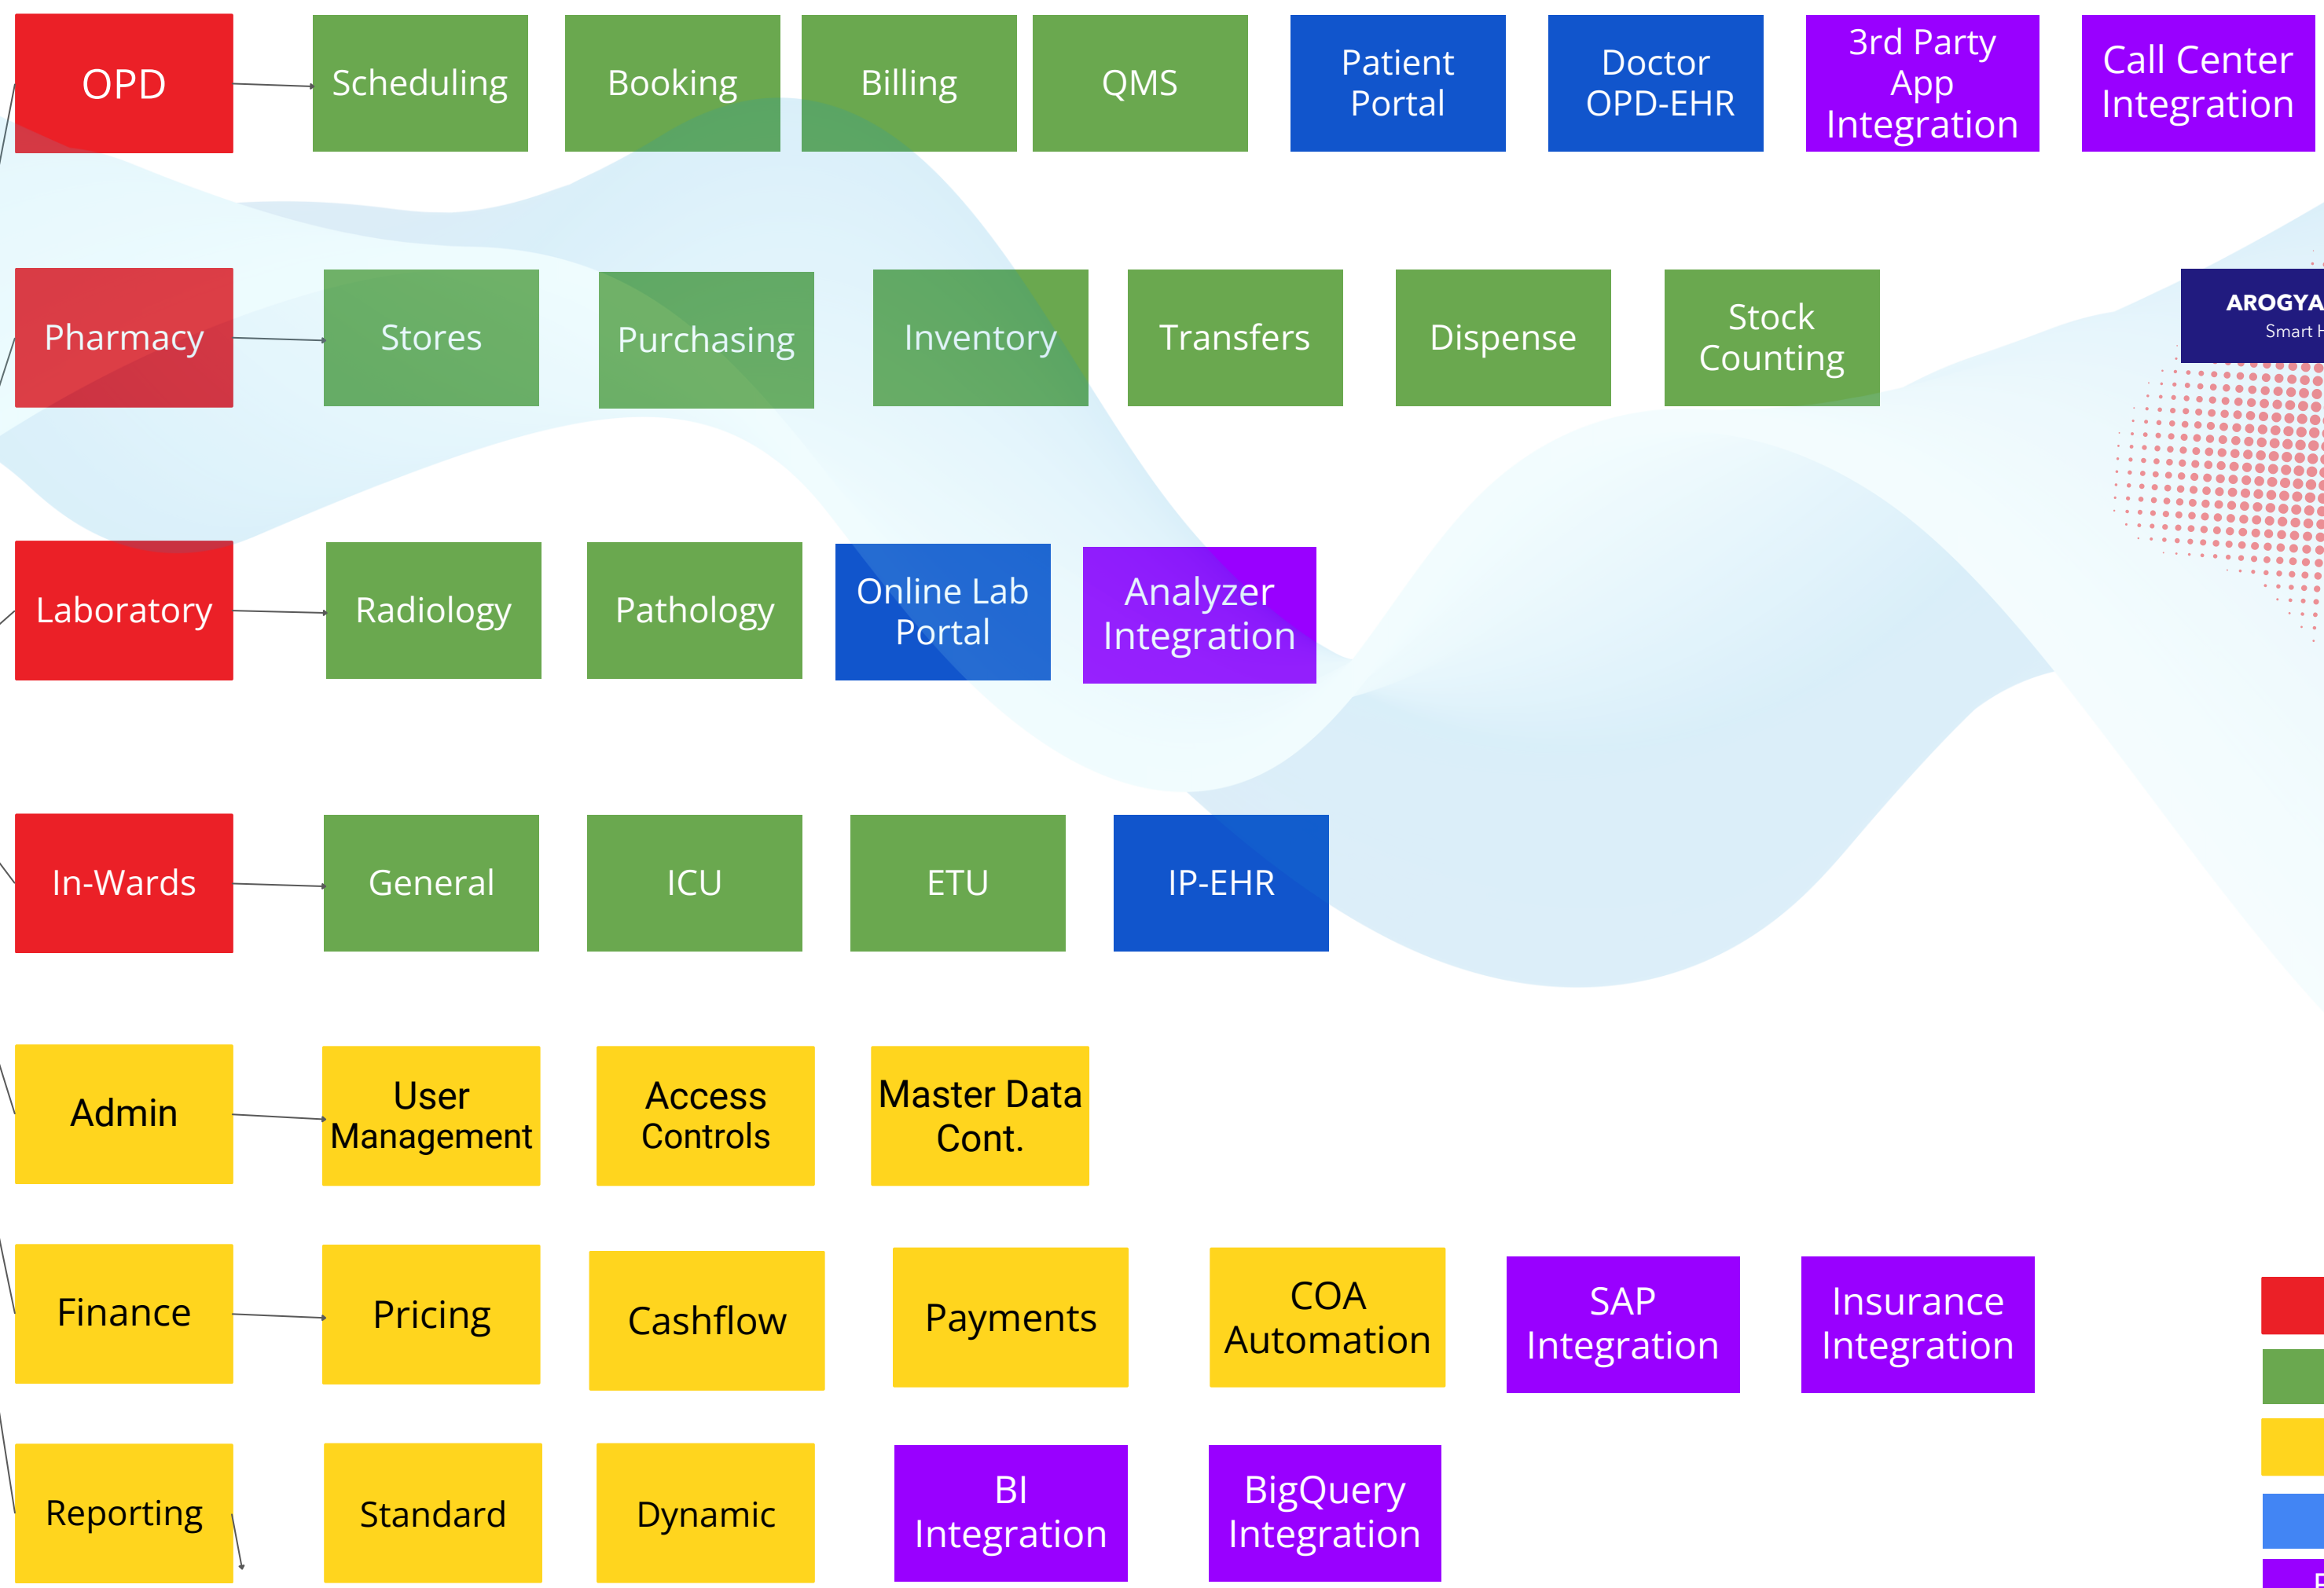 OPD
Scheduling
Booking
Billing
QMS
Patient
Portal
Doctor
OPD-EHR
3rd Party
App
Integration
Call Center
Integration
Pharmacy
Stores
Purchasing
Inventory
Transfers
Dispense
Stock
Counting
AROGYA
Smart H
Laboratory
Radiology
Pathology
Online Lab
Portal
Analyzer
Integration
In-Wards
General
ICU
ETU
IP-EHR
Admin
User
Management
Access
Controls
Master Data
Cont.
Finance
Pricing
Cashflow
Payments
COA
Automation
SAP
Integration
Insurance
Integration
Reporting
Standard
Dynamic
BI
Integration
BigQuery
Integration